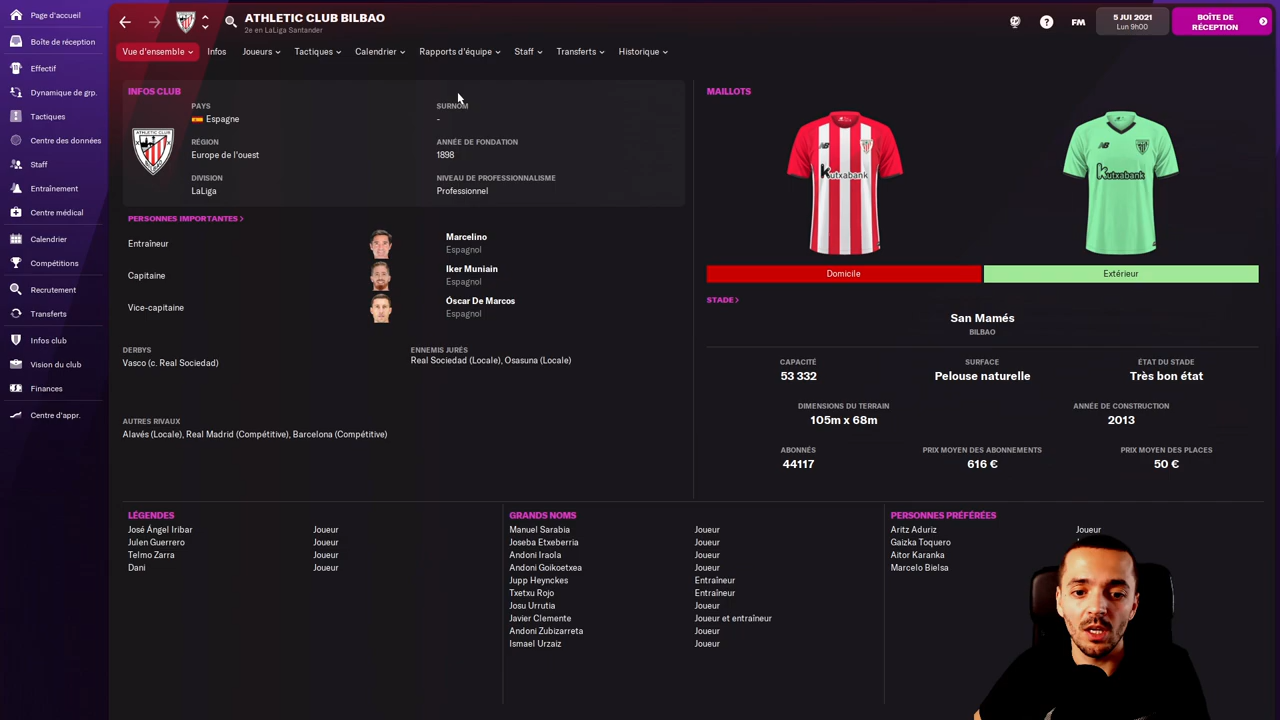 Page d'accueil
Boîte de réception
Effectif
Dynamique de grp.
Tactiques
Centre des données
Staff
Entraînement
Centre médical
Calendrier
Compétitions
Recrutement
Transferts
Infos club
Vision du club
Finances
Centre d'appr.
ATHLETIC CLUB BILBAO
2e en LaLiga Santander
FM
5 JUI 2021
Lun 9h00
BOÎTE DE
RÉCEPTION
Vue d'ensemble Infos Joueurs Tactiques Calendrier Rapports d'équipe Staff Transferts Historique
INFOS CLUB
PAYS
Espagne
SURNOM
-
RÉGION
Europe de l'ouest
ANNÉE DE FONDATION
1898
DIVISION
LaLiga
NIVEAU DE PROFESSIONNALISME
Professionnel
ATHLETIC CLUB
PERSONNES IMPORTANTES >
Entraîneur
Marcelino
Espagnol
Capitaine
Iker Muniain
Espagnol
Vice-capitaine
Óscar De Marcos
Espagnol
DERBYS
Vasco (c. Real Sociedad)
ENNEMIS JURÉS
Real Sociedad (Locale), Osasuna (Locale)
AUTRES RIVAUX
Alavés (Locale), Real Madrid (Compétitive), Barcelona (Compétitive)
MAILLOTS
Kutxabank
Kutxabank
Domicile
Extérieur
STADE >
San Mamés
BILBAO
CAPACITÉ
53 332
SURFACE
Pelouse naturelle
ÉTAT DU STADE
Très bon état
DIMENSIONS DU TERRAIN
105m x 68m
ANNÉE DE CONSTRUCTION
2013
ABONNÉS
44117
PRIX MOYEN DES ABONNEMENTS
616 €
PRIX MOYEN DES PLACES
50 €
LÉGENDES
José Ángel Iribar Joueur
Julen Guerrero Joueur
Telmo Zarra Joueur
Dani Joueur
GRANDS NOMS
Manuel Sarabia Joueur
Joseba Etxeberria Joueur
Andoni Iraola Joueur
Andoni Goikoetxea Joueur
Jupp Heynckes Entraîneur
Txetxu Rojo Entraîneur
Josu Urrutia Joueur
Javier Clemente Joueur et entraîneur
Andoni Zubizarreta Joueur
Ismael Urzaiz Joueur
PERSONNES PRÉFÉRÉES
Aritz Aduriz Joueur
Gaizka Toquero
Aitor Karanka
Marcelo Bielsa